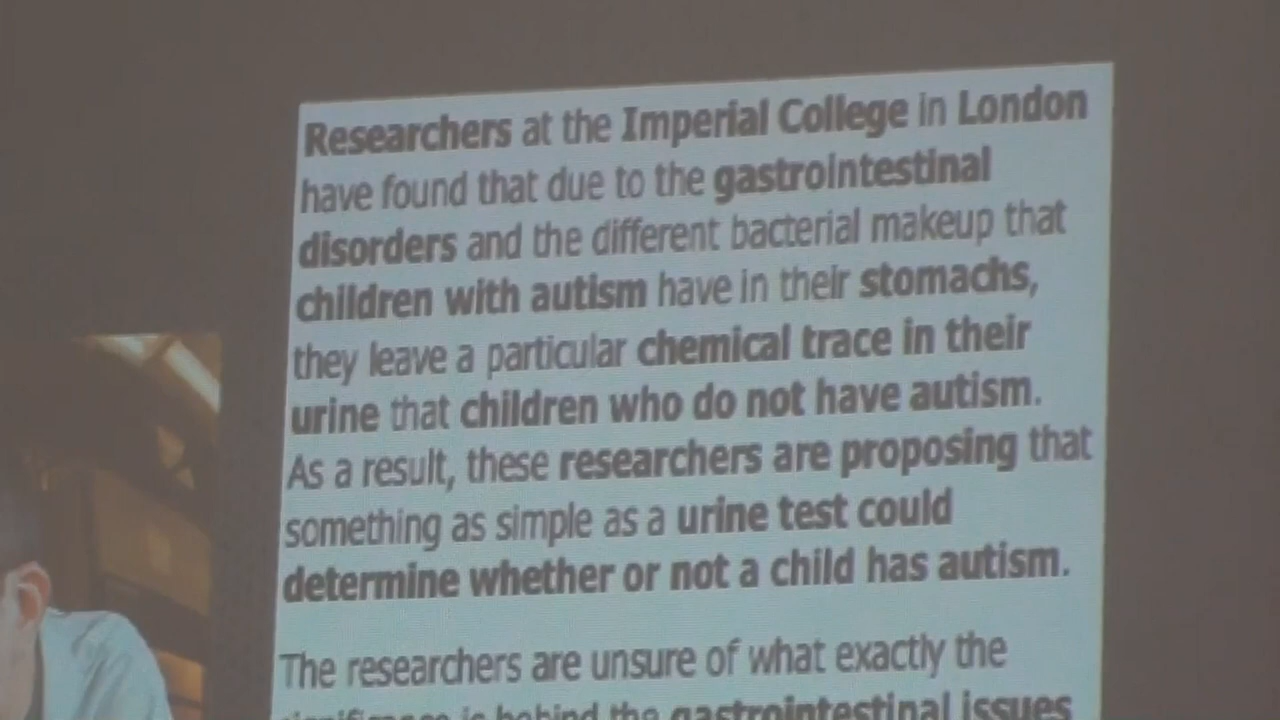 Researchers at the Imperial College in London
have found that due to the gastrointestinal
disorders and the different bacterial makeup that
children with autism have in their stomachs,
they leave a particular chemical trace in their
urine that children who do not have autism.
As a result, these researchers are proposing that
something as simple as a urine test could
determine whether or not a child has autism.
The researchers are unsure of what exactly the
is behind the gastrointestinal issues